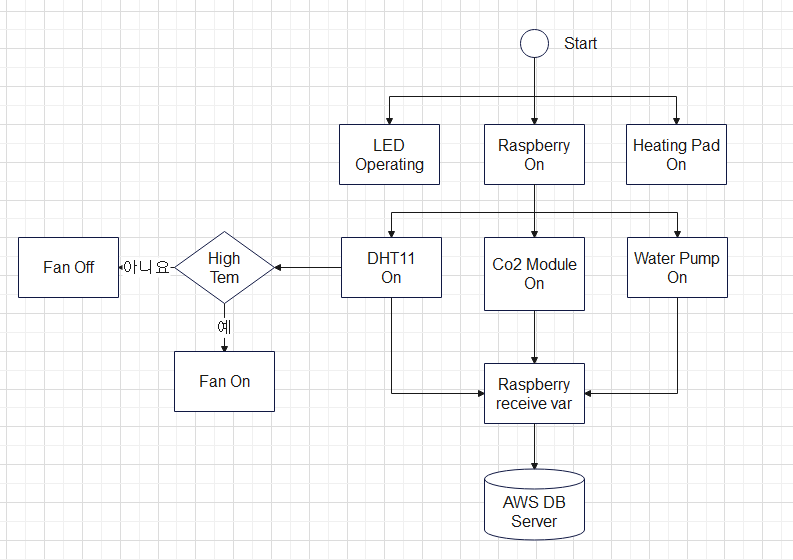 Start
LED
Operating
Raspberry
On
Heating Pad
On
Fan Off
아니요
High
Tem
DHT11
On
Co2 Module
On
Water Pump
On
예
Fan On
Raspberry
receive var
AWS DB
Server